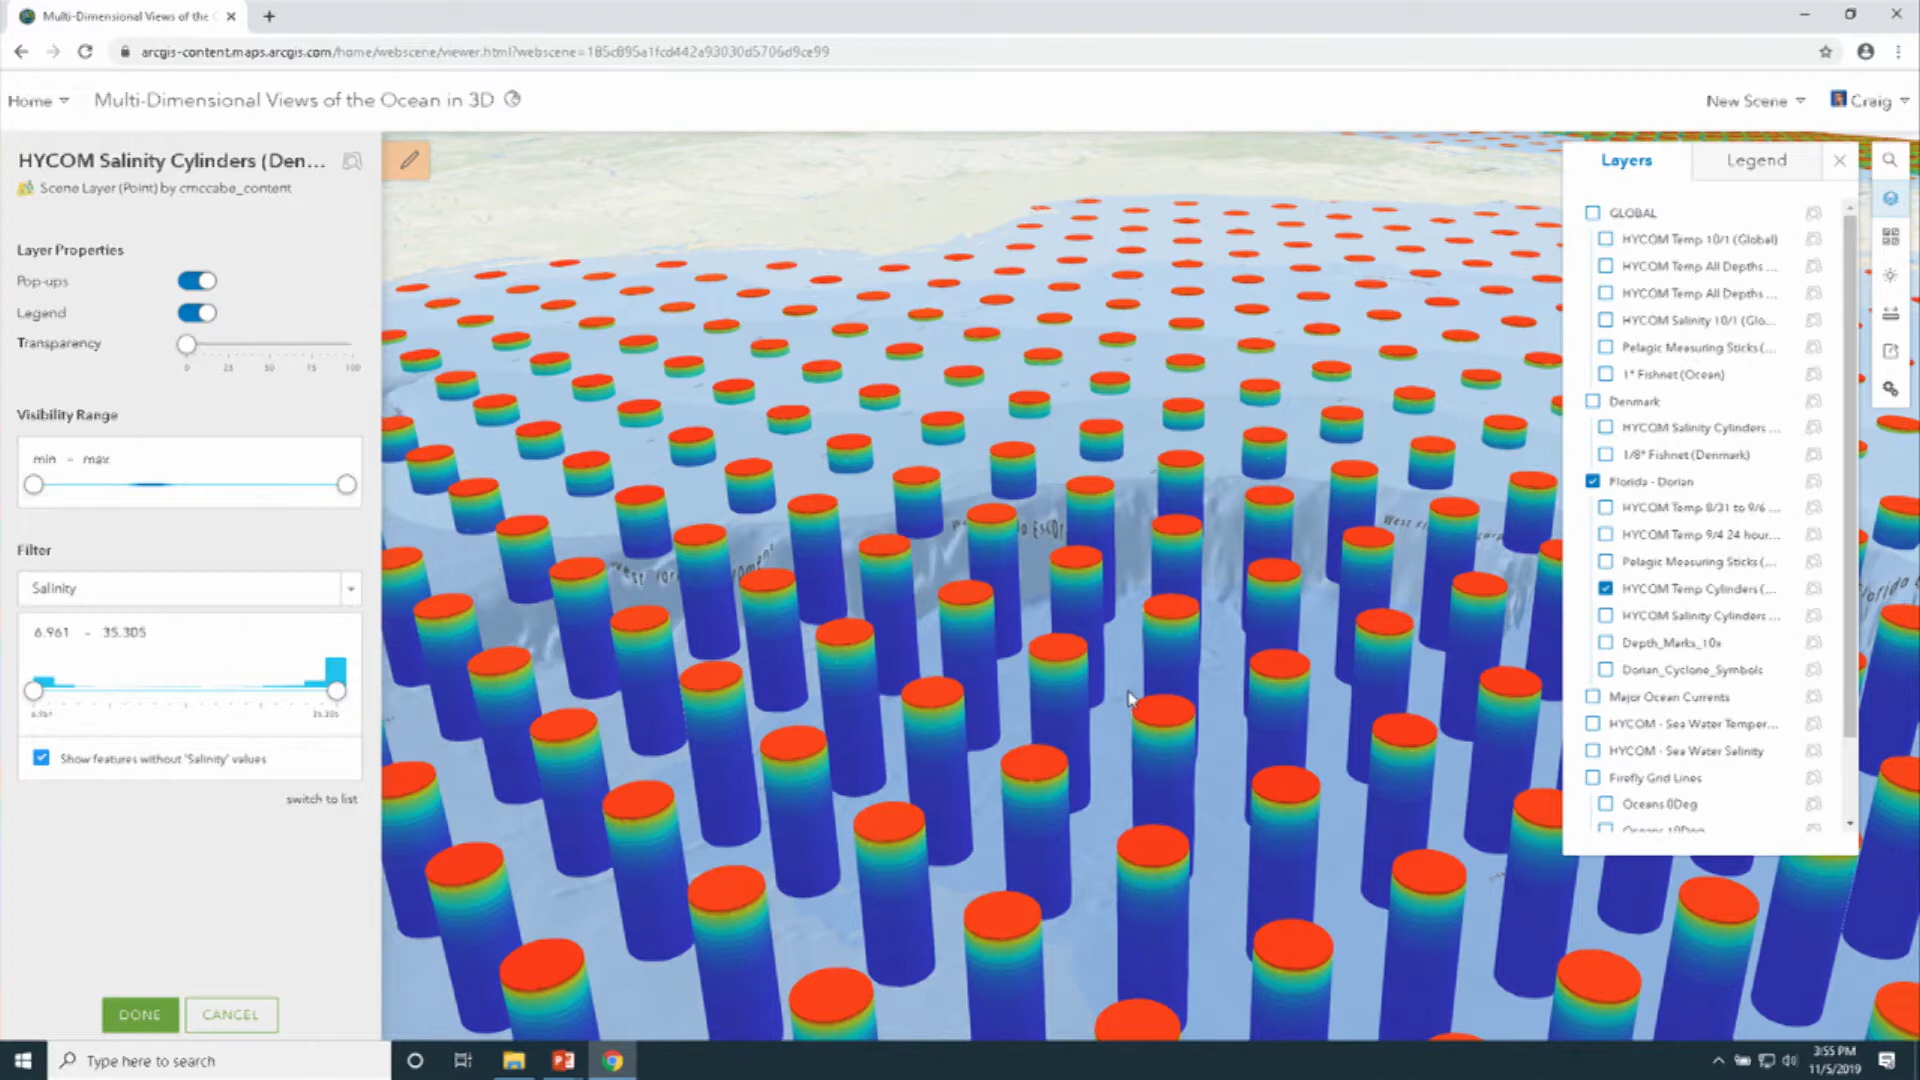 Multi-Dimensional Views of the
arcgis-content.maps.arcgis.com/home/webscene/viewer.html?webscene=185c895a1fcd442a93030d5706d9ce99
Home
Multi-Dimensional Views of the Ocean in 3D
New Scene
Craig
HYCOM Salinity Cylinders (Den...
Scene Layer (Point) by cmccabe_content
Layer Properties
Pop-ups
Legend
Transparency
0 25 50 75 100
Visibility Range
min - max
Filter
Salinity
6.961 - 35.305
6.961 35.305
Show features without 'Salinity' values
switch to list
DONE CANCEL
Layers
Legend
GLOBAL
HYCOM Temp 10/1 (Global)
HYCOM Temp All Depths ...
HYCOM Temp All Depths ...
HYCOM Salinity 10/1 (Glo...
Pelagic Measuring Sticks (...
1° Fishnet (Ocean)
Denmark
HYCOM Salinity Cylinders ...
1/8° Fishnet (Denmark)
Florida - Dorian
HYCOM Temp 8/31 to 9/6 ...
HYCOM Temp 9/4 24 hour...
Pelagic Measuring Sticks (...
HYCOM Temp Cylinders (...
HYCOM Salinity Cylinders ...
Depth_Marks_10x
Dorian_Cyclone_Symbols
Major Ocean Currents
HYCOM - Sea Water Temper...
HYCOM - Sea Water Salinity
Firefly Grid Lines
Oceans 0Deg
Oceans 10Deg
West
Florida
Type here to search
3:55 PM
11/5/2019